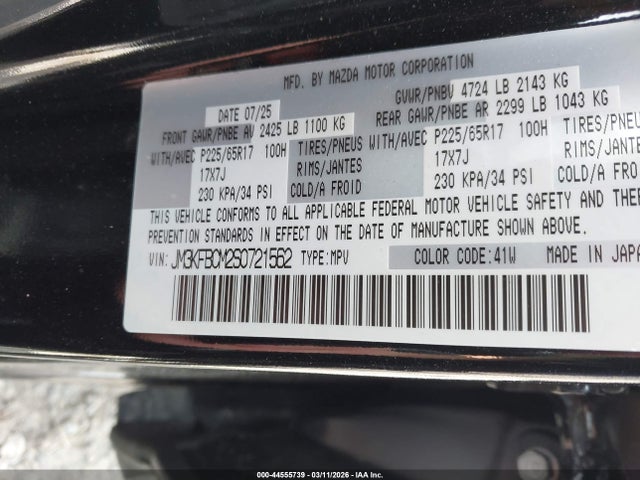 MFD. BY MAZDA MOTOR CORPORATION
DATE 07/25 GVWR/PNBV 4724 LB 2143 KG
FRONT GAWR/PNBE AV 2425 LB 1100 KG REAR GAWR/PNBE AR 2299 LB 1043 KG
WITH/AVEC P225/65R17 100H TIRES/PNEUS WITH/AVEC P225/65R17 100H TIRES/PNEUS
17X7J RIMS/JANTES 17X7J RIMS/JANTES
230 KPA/34 PSI COLD/A FROID 230 KPA/34 PSI COLD/A FROID
THIS VEHICLE CONFORMS TO ALL APPLICABLE FEDERAL MOTOR VEHICLE SAFETY AND
PREVENTION STANDARDS IN EFFECT ON THE DATE OF MANUFACTURE SHOWN ABOVE.
VIN: JM3KFBCM2S0721552 TYPE:MPV COLOR CODE:41W MADE IN JAPA
000-44555739 - 03/11/2026 - IAA Inc.